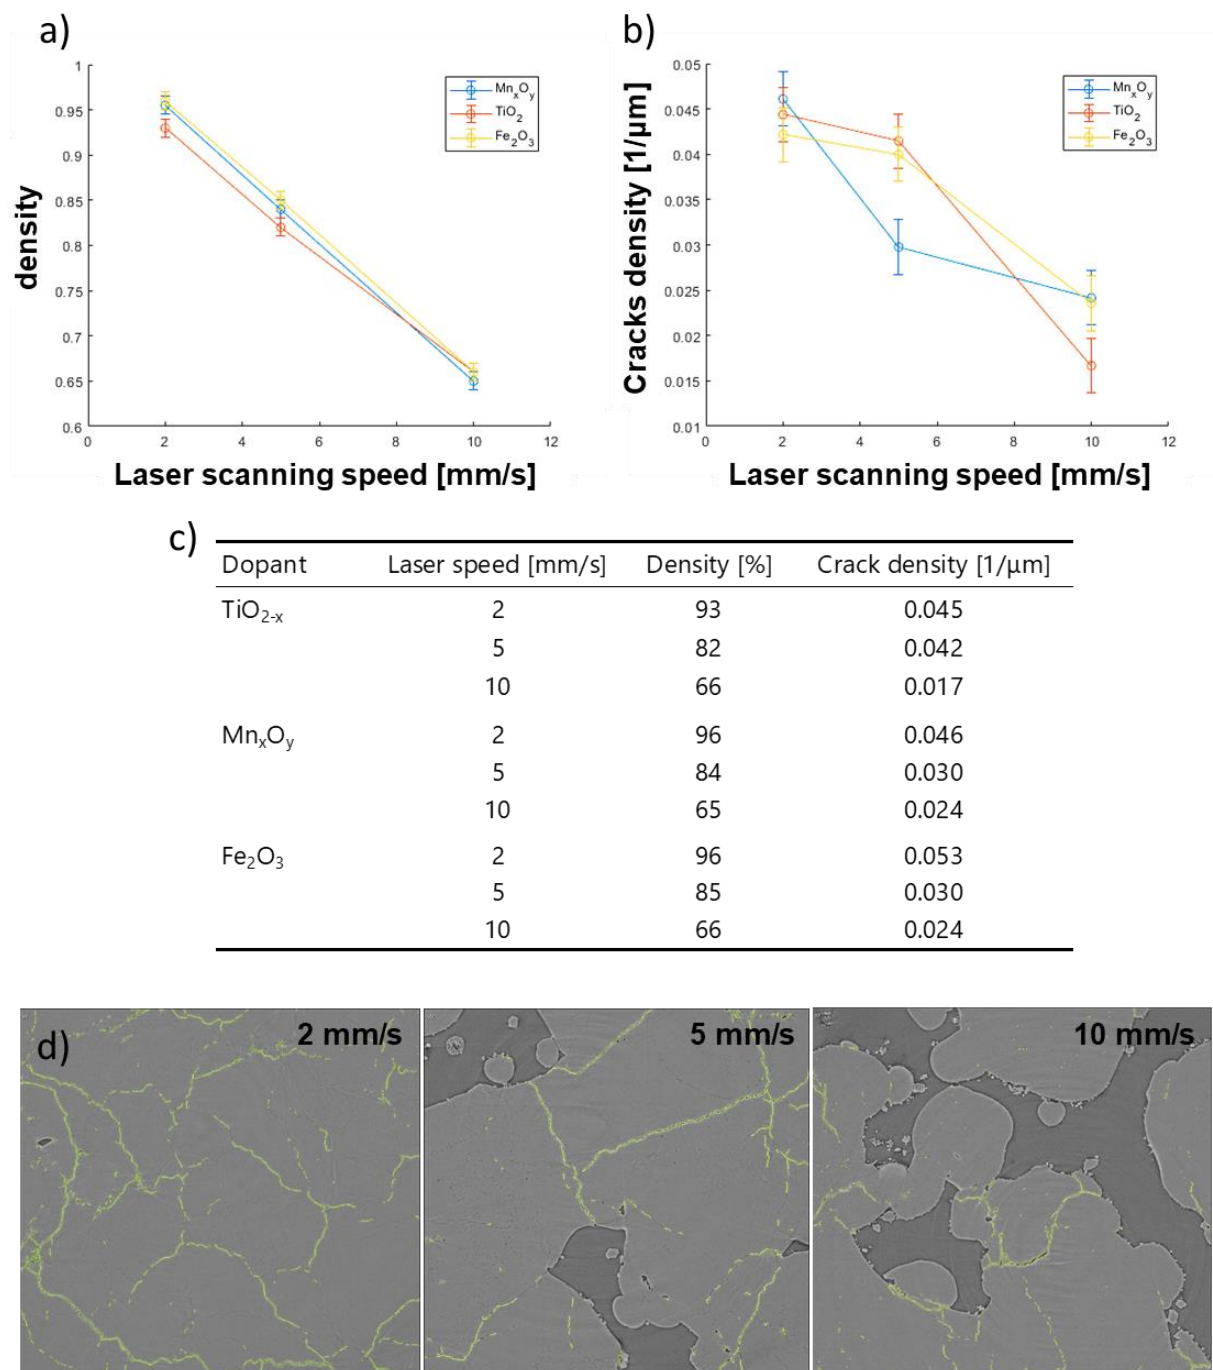 a)
density
1
0.95
0.9
0.85
0.8
0.75
0.7
0.65
0.6
0 2 4 6 8 10 12
Laser scanning speed [mm/s]
MnxOy
TiO2
Fe2O3
b)
Cracks density [1/μm]
0.05
0.045
0.04
0.035
0.03
0.025
0.02
0.015
0.01
0 2 4 6 8 10 12
Laser scanning speed [mm/s]
MnxOy
TiO2
Fe2O3
c)
Dopant Laser speed [mm/s] Density [%] Crack density [1/μm]
TiO2-x 2 93 0.045
5 82 0.042
10 66 0.017
MnxOy 2 96 0.046
5 84 0.030
10 65 0.024
Fe2O3 2 96 0.053
5 85 0.030
10 66 0.024
d)
2 mm/s
5 mm/s
10 mm/s